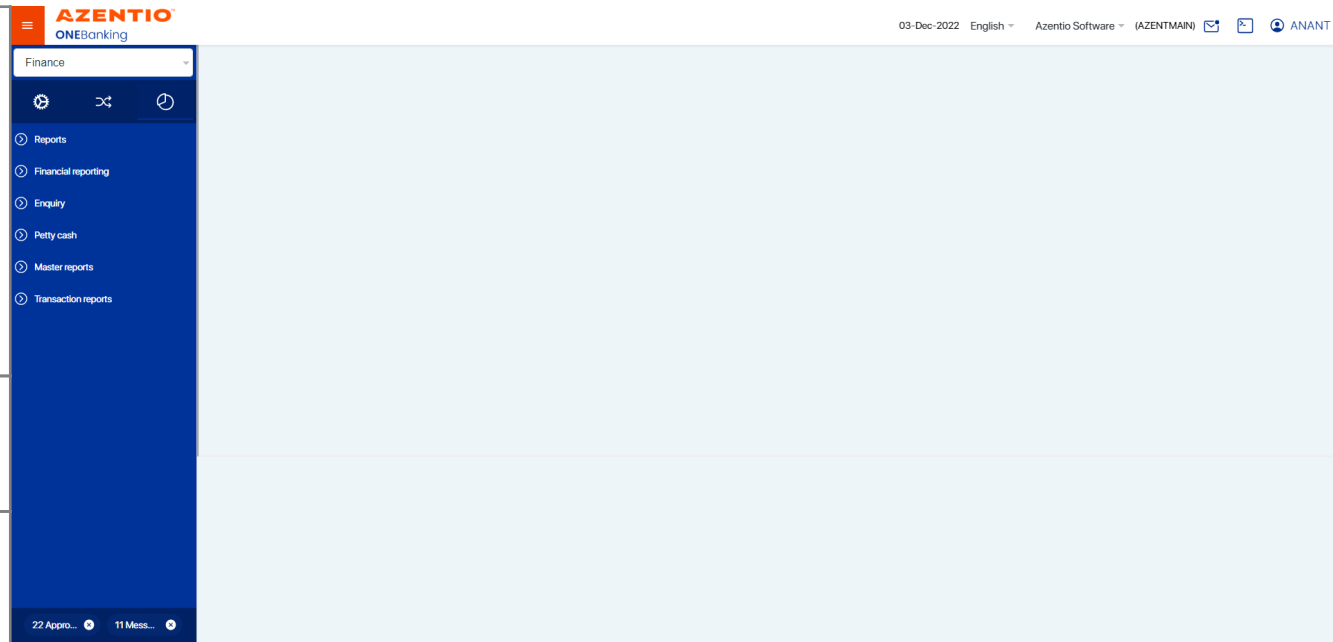 AZENTIO™
ONEBanking
03-Dec-2022 English Azentio Software (AZENTMAIN) ANANT
Finance
Reports
Financial reporting
Enquiry
Petty cash
Master reports
Transaction reports
22 Appro... 11 Mess...